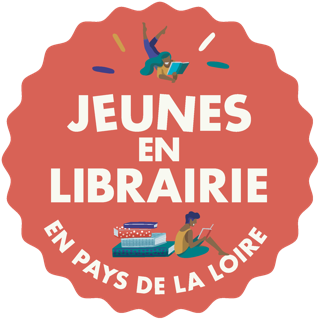 JEUNES
EN
LIBRAIRIE
EN PAYS DE LA LOIRE